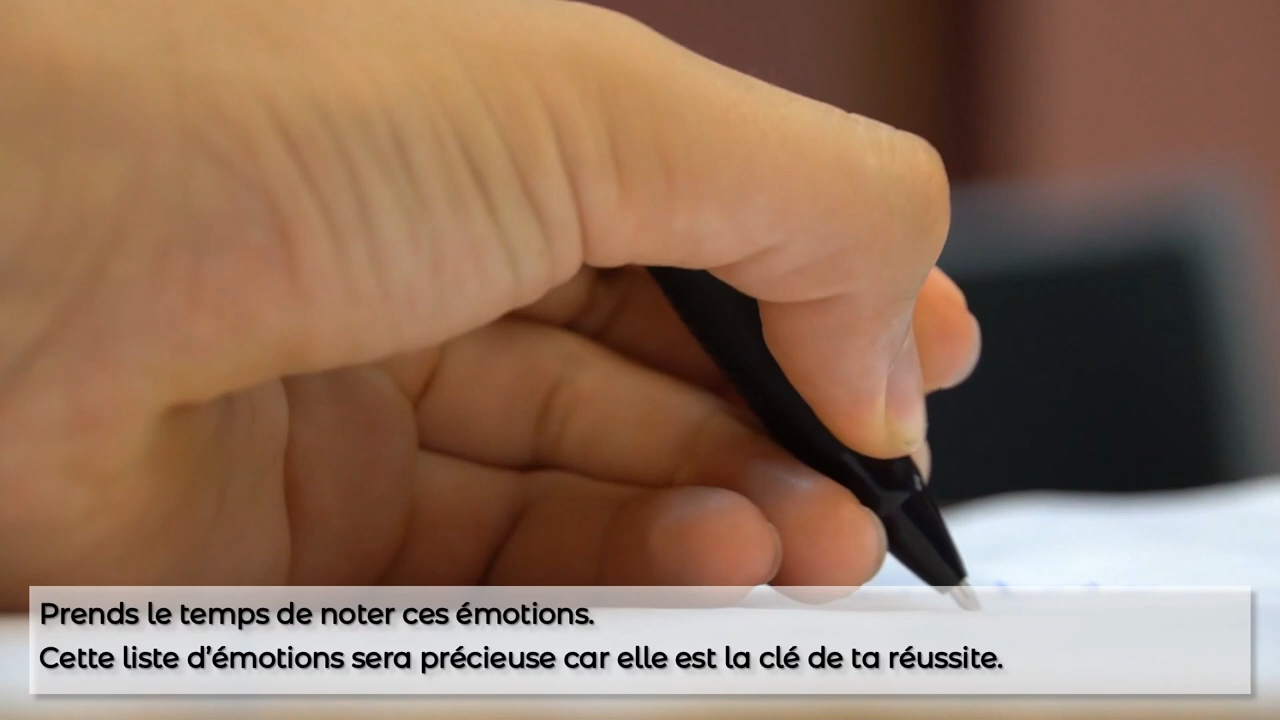 Prends le temps de noter ces émotions.
Cette liste d’émotions sera précieuse car elle est la clé de ta réussite.